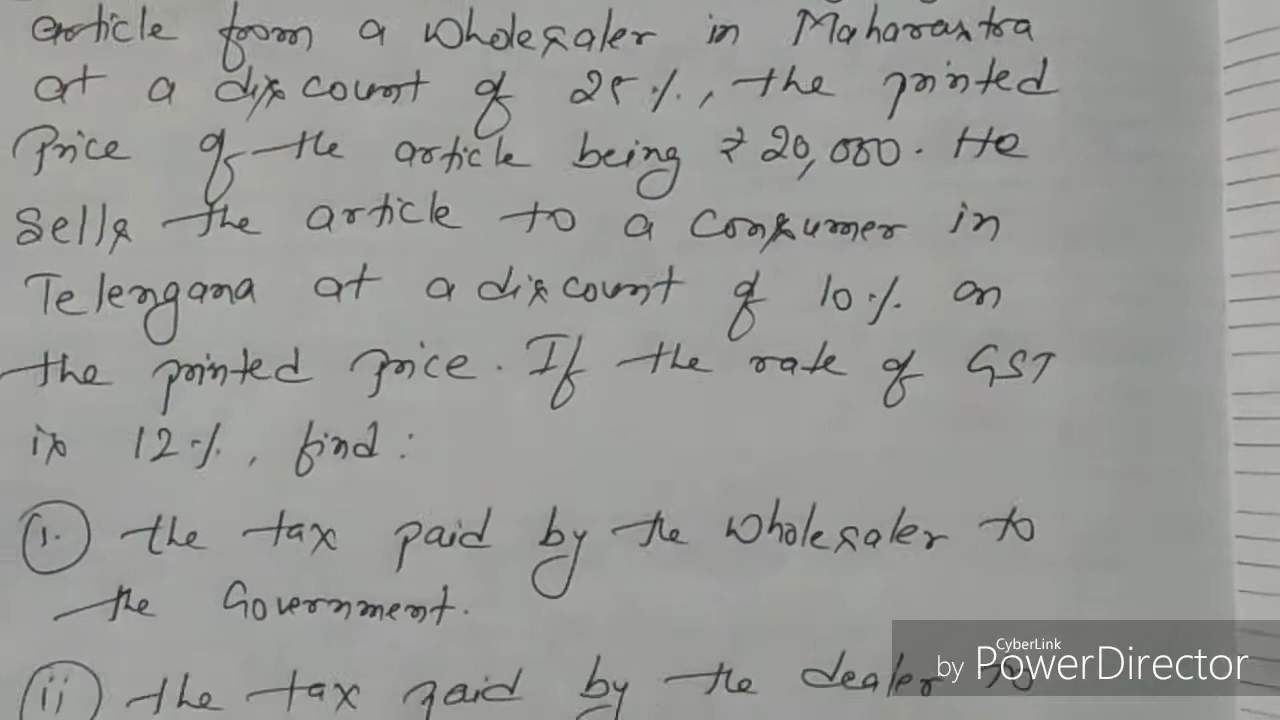 article from a wholesaler in Maharastra
at a discount of 25%, the printed
Price of the article being ₹ 20,000. He
Sells the article to a consumer in
Telengana at a discount of 10% on
the printed price. If the rate of GST
is 12%, find:
i. the tax paid by the wholesaler to
the Government.
ii the tax paid by the dealer to
CyberLink
by PowerDirector